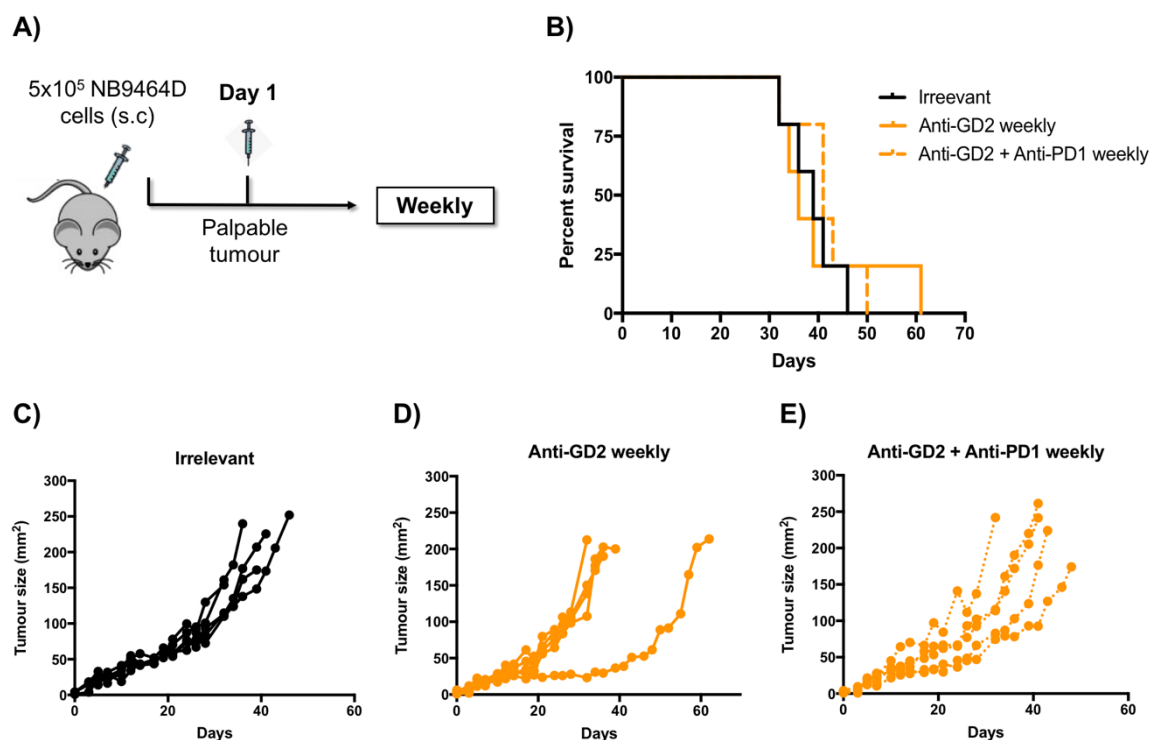 A)
5x10⁵ NB9464D
cells (s.c)
Day 1
Palpable
tumour
Weekly
B)
Percent survival
100
75
50
25
0
0 10 20 30 40 50 60 70
Days
Irreevant
Anti-GD2 weekly
Anti-GD2 + Anti-PD1 weekly
C)
Irrelevant
Tumour size (mm²)
300
250
200
150
100
50
0
0 20 40 60
Days
D)
Anti-GD2 weekly
Tumour size (mm²)
300
250
200
150
100
50
0
0 20 40 60
Days
E)
Anti-GD2 + Anti-PD1 weekly
Tumour size (mm²)
300
250
200
150
100
50
0
0 20 40 60
Days